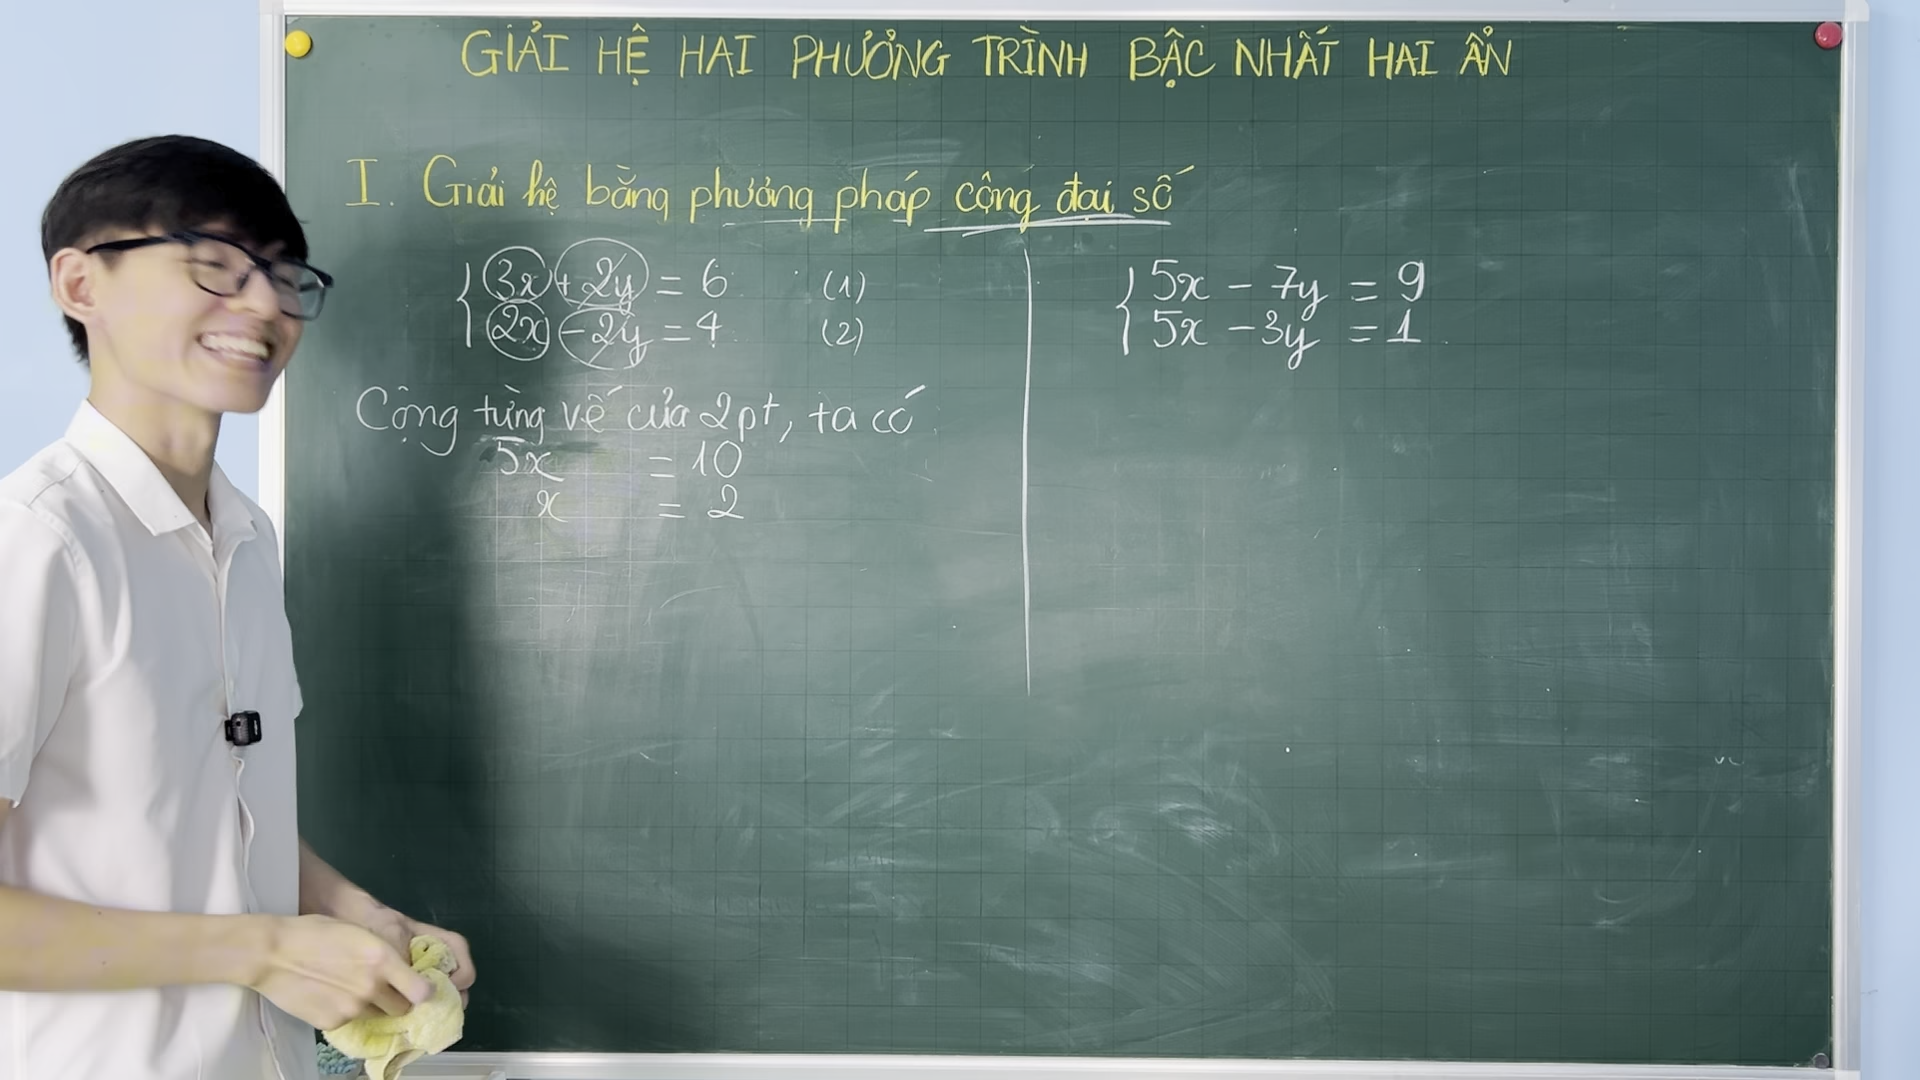 GIẢI HỆ HAI PHƯƠNG TRÌNH BẬC NHẤT HAI ẨN
I. Giải hệ bằng phương pháp cộng đại số
3x + 2y = 6 (1)
2x - 2y = 4 (2)
Cộng từng vế của 2pt, ta có
5x = 10
x = 2
5x - 7y = 9
5x - 3y = 1